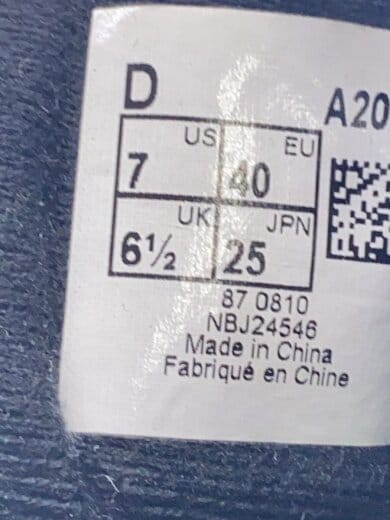 D A20
US EU
7 40
UK JPN
6½ 25
87 0810
NBJ24546
Made in China
Fabriqué en Chine